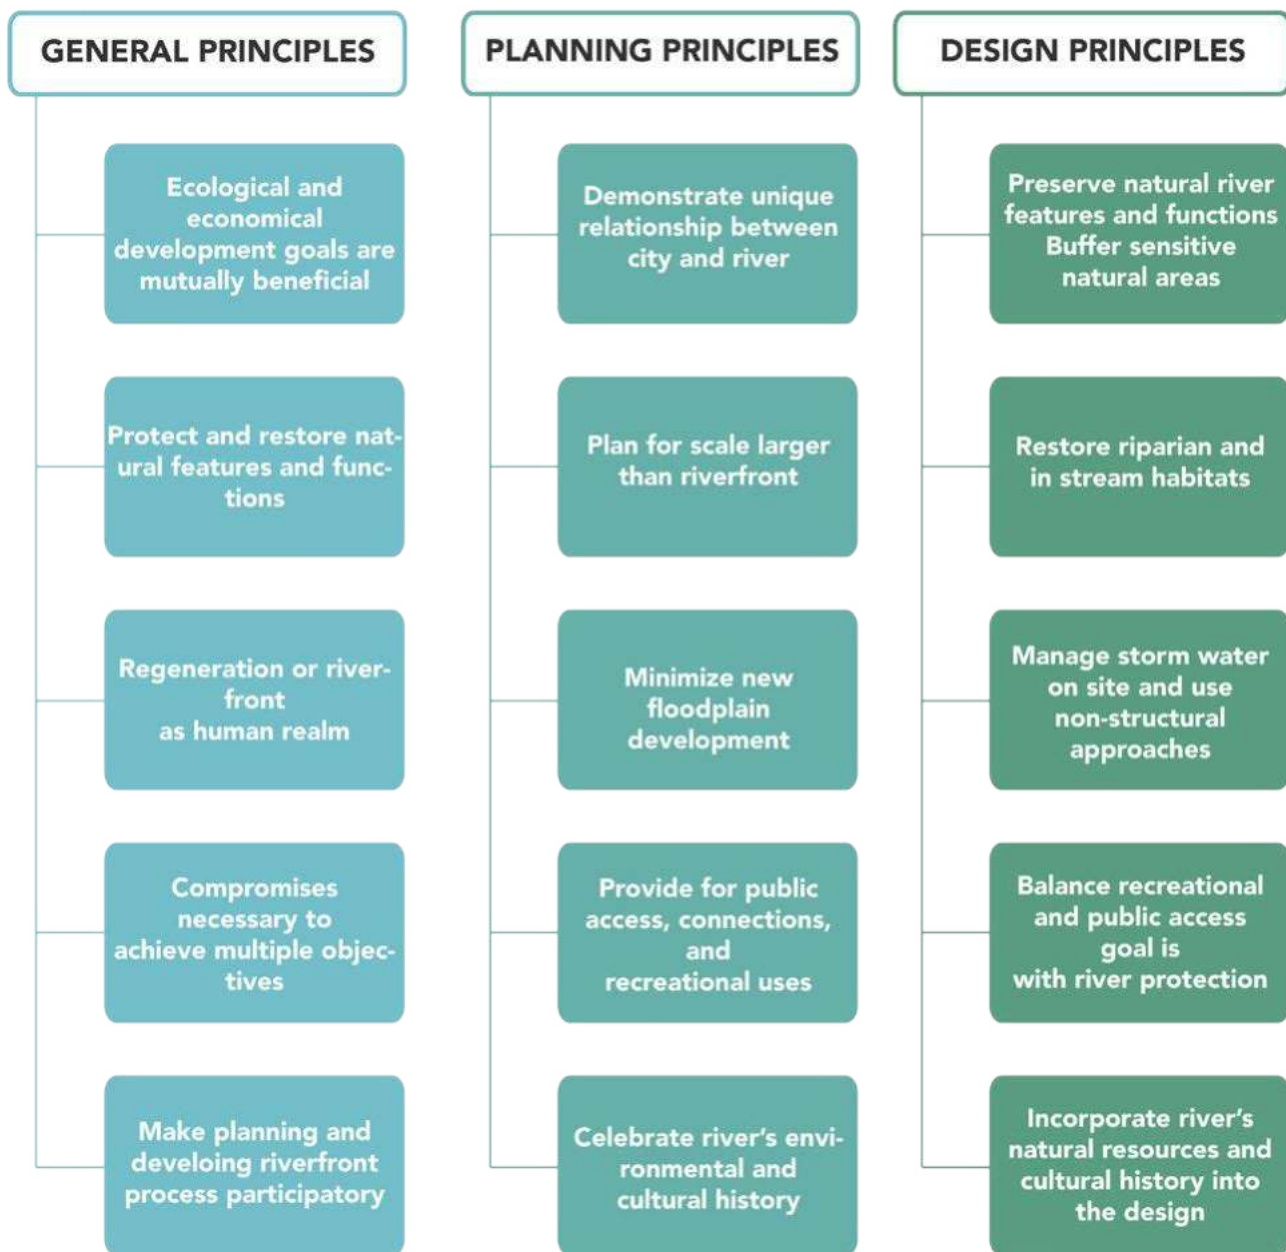 GENERAL PRINCIPLES
Ecological and
economical
development goals are
mutually beneficial
Protect and restore nat-
ural features and func-
tions
Regeneration or river-
front
as human realm
Compromises
necessary to
achieve multiple objec-
tives
Make planning and
develoing riverfront
process participatory
PLANNING PRINCIPLES
Demonstrate unique
relationship between
city and river
Plan for scale larger
than riverfront
Minimize new
floodplain
development
Provide for public
access, connections,
and
recreational uses
Celebrate river's envi-
ronmental and
cultural history
DESIGN PRINCIPLES
Preserve natural river
features and functions
Buffer sensitive
natural areas
Restore riparian and
in stream habitats
Manage storm water
on site and use
non-structural
approaches
Balance recreational
and public access
goal is
with river protection
Incorporate river's
natural resources and
cultural history into
the design